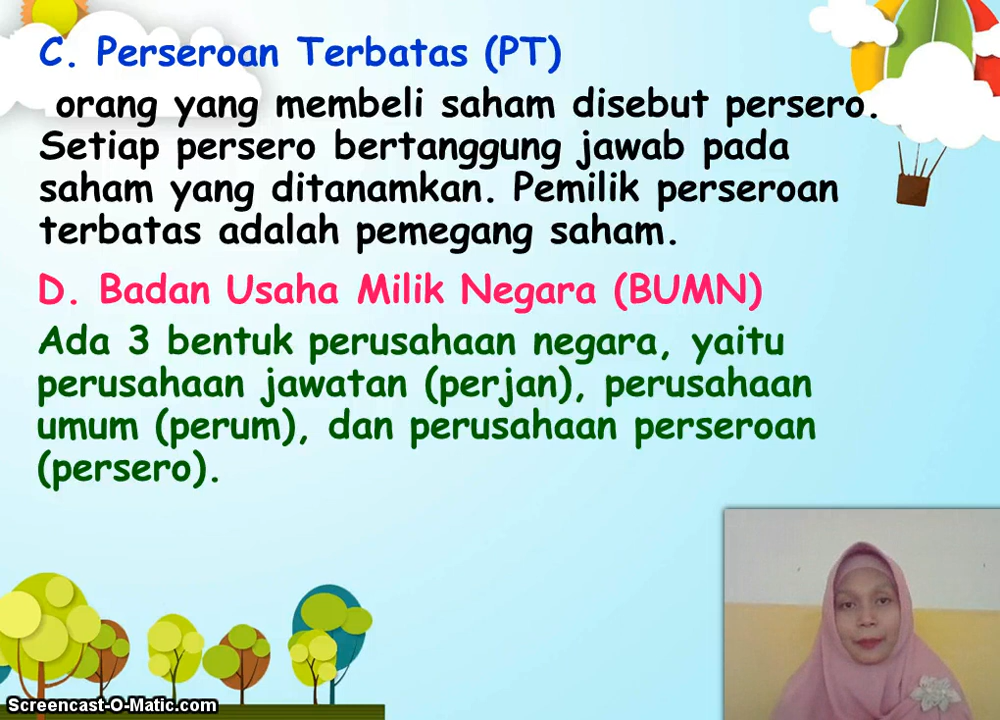 C. Perseroan Terbatas (PT)
orang yang membeli saham disebut persero.
Setiap persero bertanggung jawab pada
saham yang ditanamkan. Pemilik perseroan
terbatas adalah pemegang saham.
D. Badan Usaha Milik Negara (BUMN)
Ada 3 bentuk perusahaan negara, yaitu
perusahaan jawatan (perjan), perusahaan
umum (perum), dan perusahaan perseroan
(persero).
Screencast-O-Matic.com